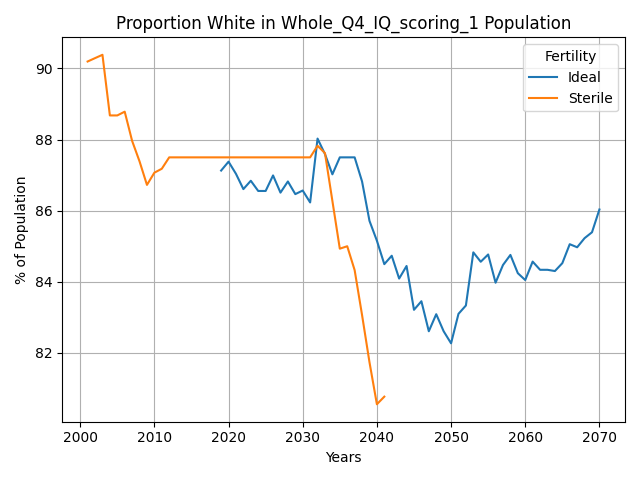 Proportion White in Whole_Q4_IQ_scoring_1 Population
Fertility
Ideal
Sterile
% of Population
90
88
86
84
82
2000 2010 2020 2030 2040 2050 2060 2070
Years